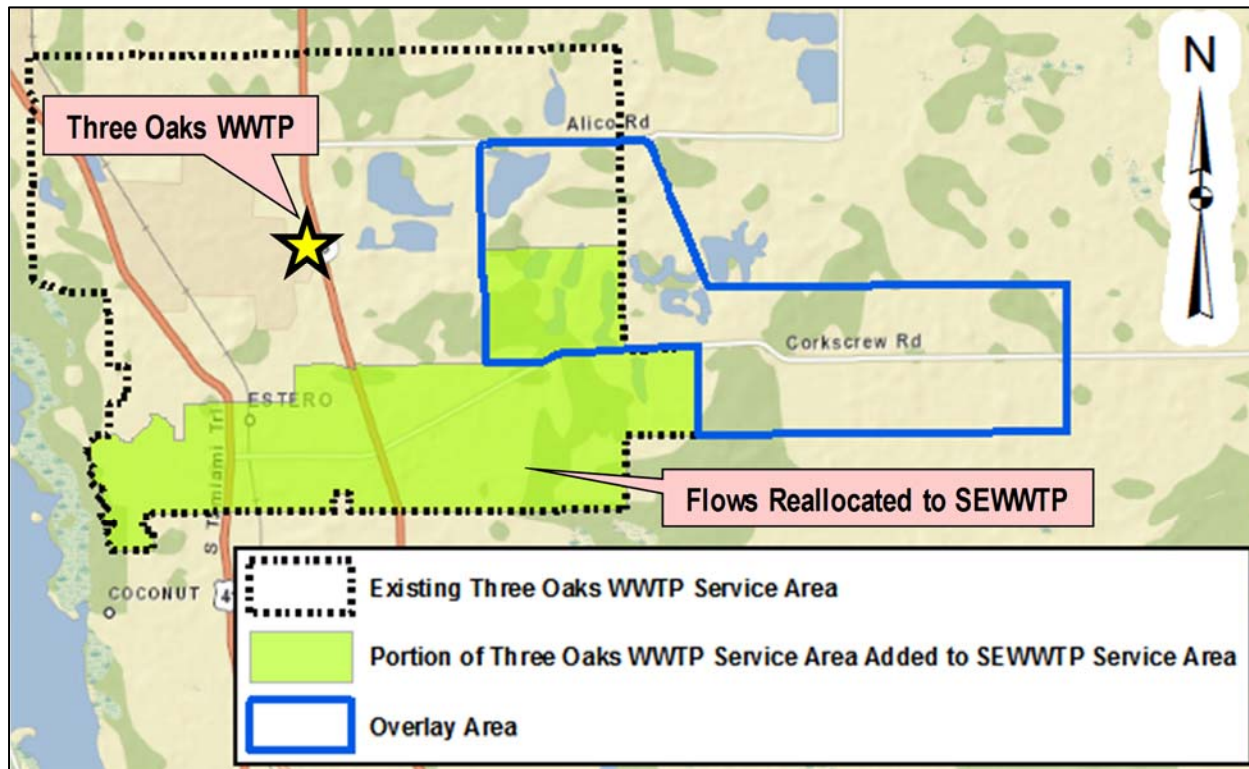 N
Alico Rd
Three Oaks WWTP
Corkscrew Rd
ESTERO
S Tamiami Trl
Flows Reallocated to SEWWTP
COCONUT
Existing Three Oaks WWTP Service Area
Portion of Three Oaks WWTP Service Area Added to SEWWTP Service Area
Overlay Area